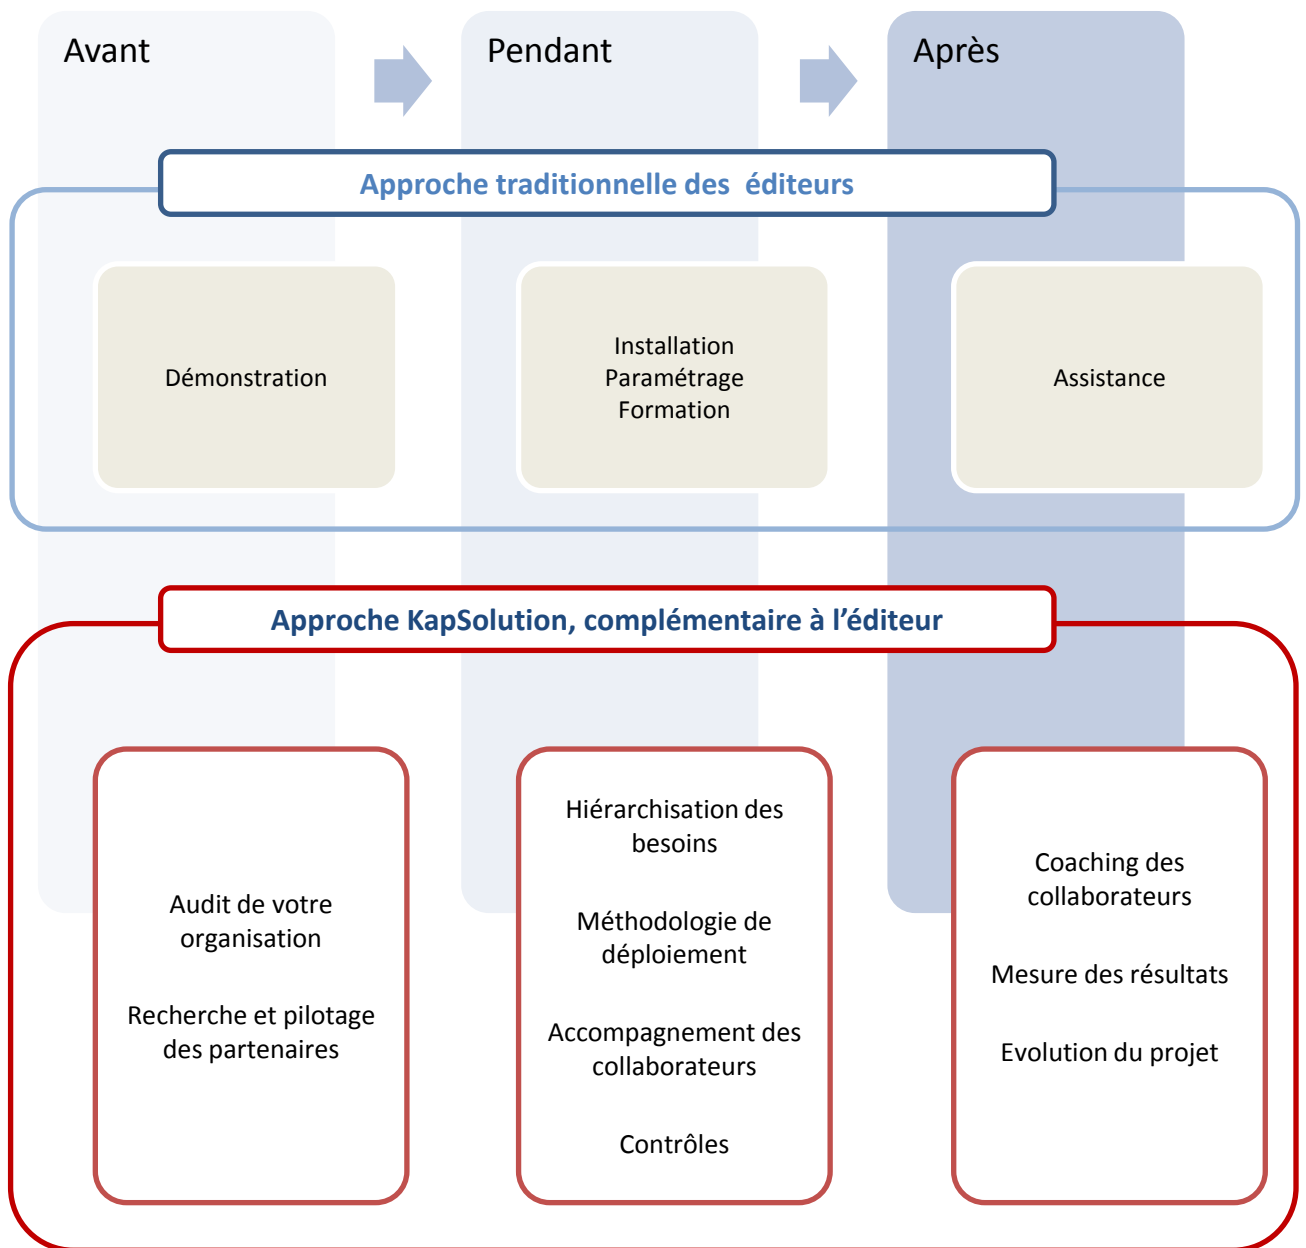 Avant
Pendant
Après
Approche traditionnelle des  éditeurs
Démonstration
Installation
Paramétrage
Formation
Assistance
Approche KapSolution, complémentaire à l’éditeur
Audit de votre
organisation
Recherche et pilotage
des partenaires
Hiérarchisation des
besoins
Méthodologie de
déploiement
Accompagnement des
collaborateurs
Contrôles
Coaching des
collaborateurs
Mesure des résultats
Evolution du projet